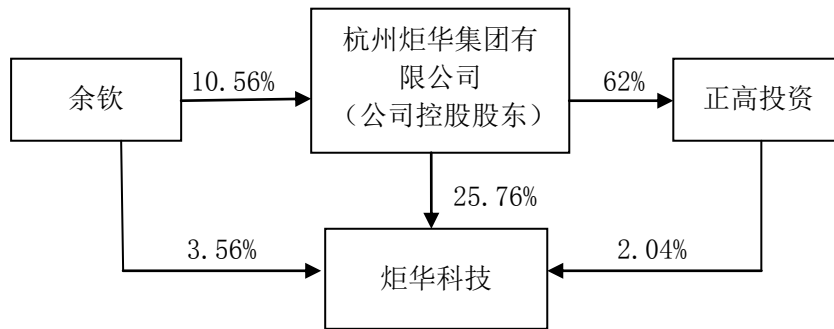 杭州炬华集团有
限公司
（公司控股股东）
余钦
10.56%
62%
正高投资
25.76%
3.56%
2.04%
炬华科技